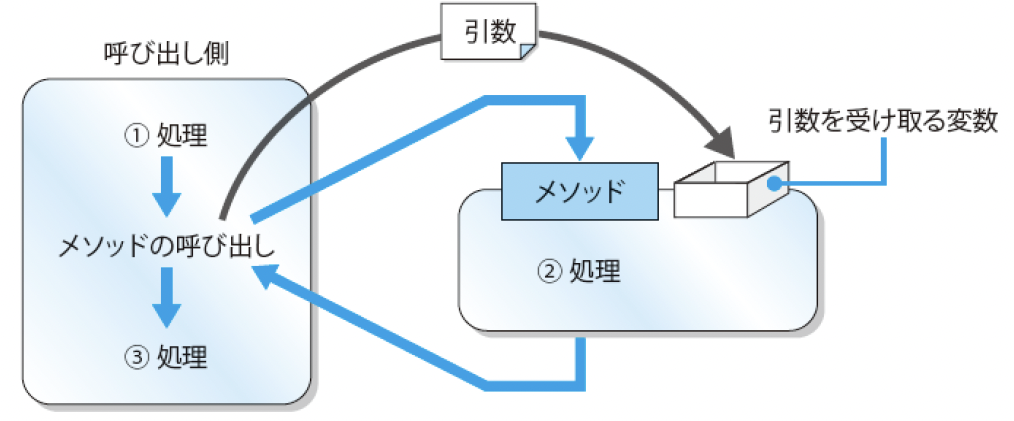 引数
呼び出し側
① 処理
引数を受け取る変数
メソッド
メソッドの呼び出し
② 処理
③ 処理